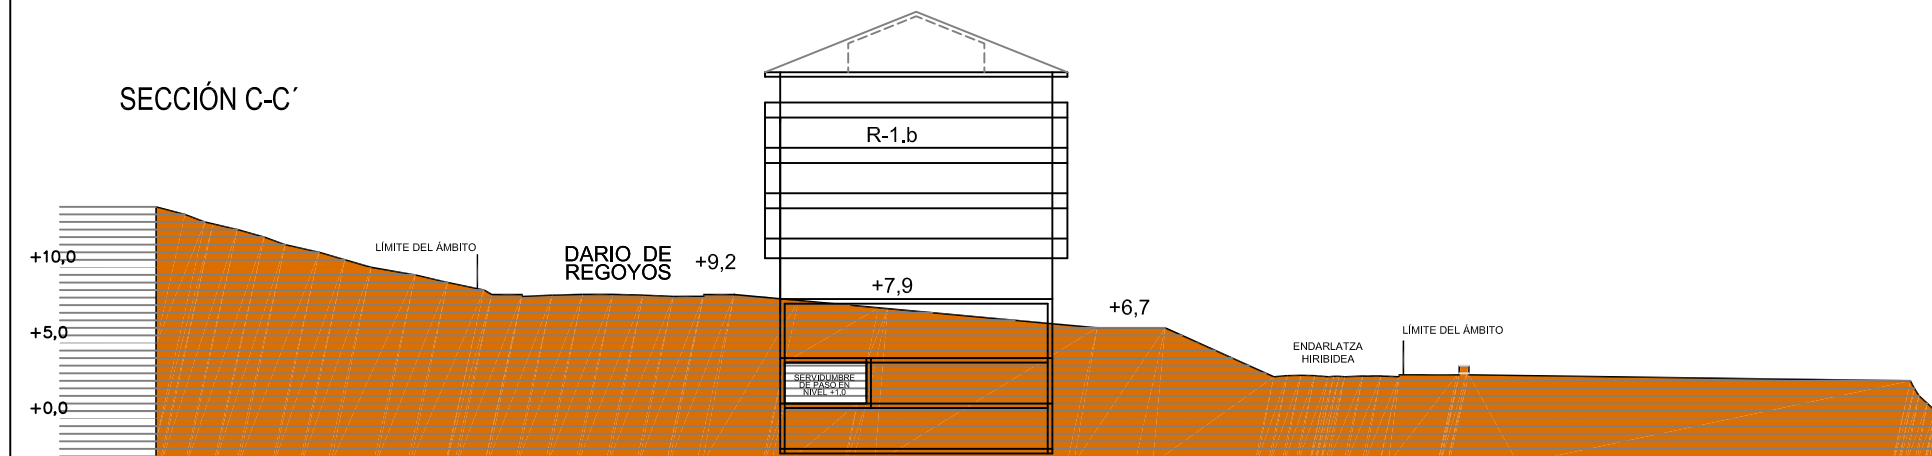 SECCIÓN C-C´
R-1.b
LÍMITE DEL ÁMBITO
DARIO DE
REGOYOS
+9,2
+10,0
+7,9
+6,7
+5,0
LÍMITE DEL ÁMBITO
ENDARLATZA
HIRIBIDEA
SERVIDUMBRE
DE PASO EN
NIVEL +1.0
+0,0